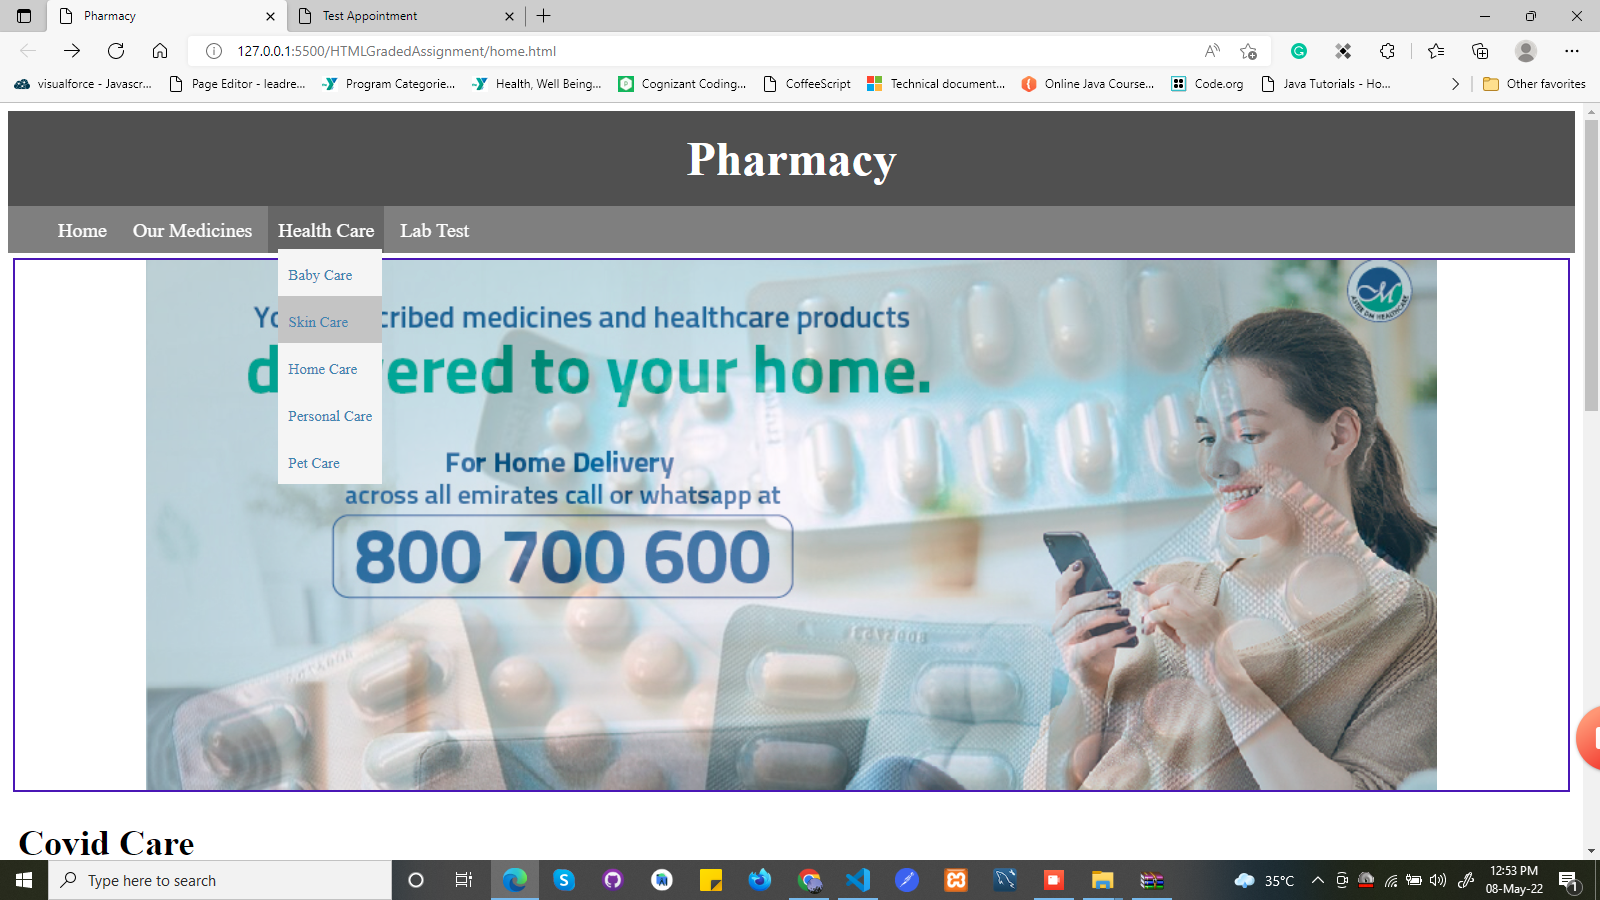 Pharmacy
Test Appointment
127.0.0.1:5500/HTMLGradedAssignment/home.html
visualforce - Javascr...
Page Editor - leadre...
Program Categorie...
Health, Well Being...
Cognizant Coding...
CoffeeScript
Technical document...
Online Java Course...
Code.org
Java Tutorials - Ho...
Other favorites
Pharmacy
Home
Our Medicines
Health Care
Lab Test
Baby Care
Skin Care
Home Care
Personal Care
Pet Care
cribed medicines and healthcare products
ered to your home.
For Home Delivery
across all emirates call or whatsapp at
800 700 600
ASTER DM HEALTHCARE
Covid Care
Type here to search
35°C
12:53 PM
08-May-22
1